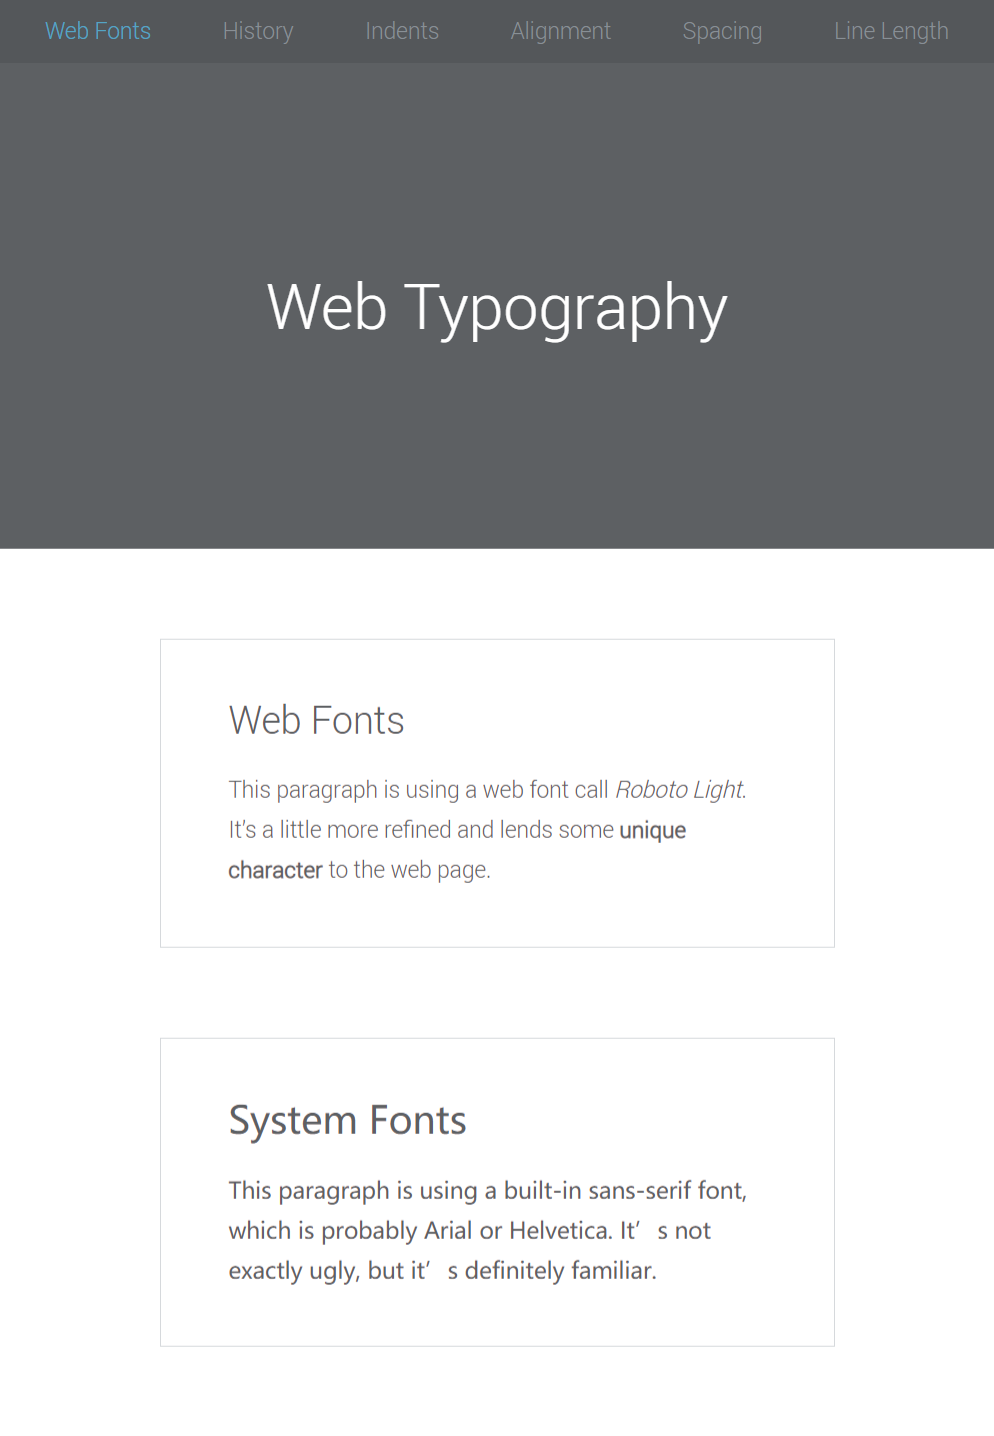 Web Fonts History Indents Alignment Spacing Line Length
Web Typography
Web Fonts
This paragraph is using a web font call Roboto Light.
It’s a little more refined and lends some unique
character to the web page.
System Fonts
This paragraph is using a built-in sans-serif font,
which is probably Arial or Helvetica. It’s not
exactly ugly, but it’s definitely familiar.